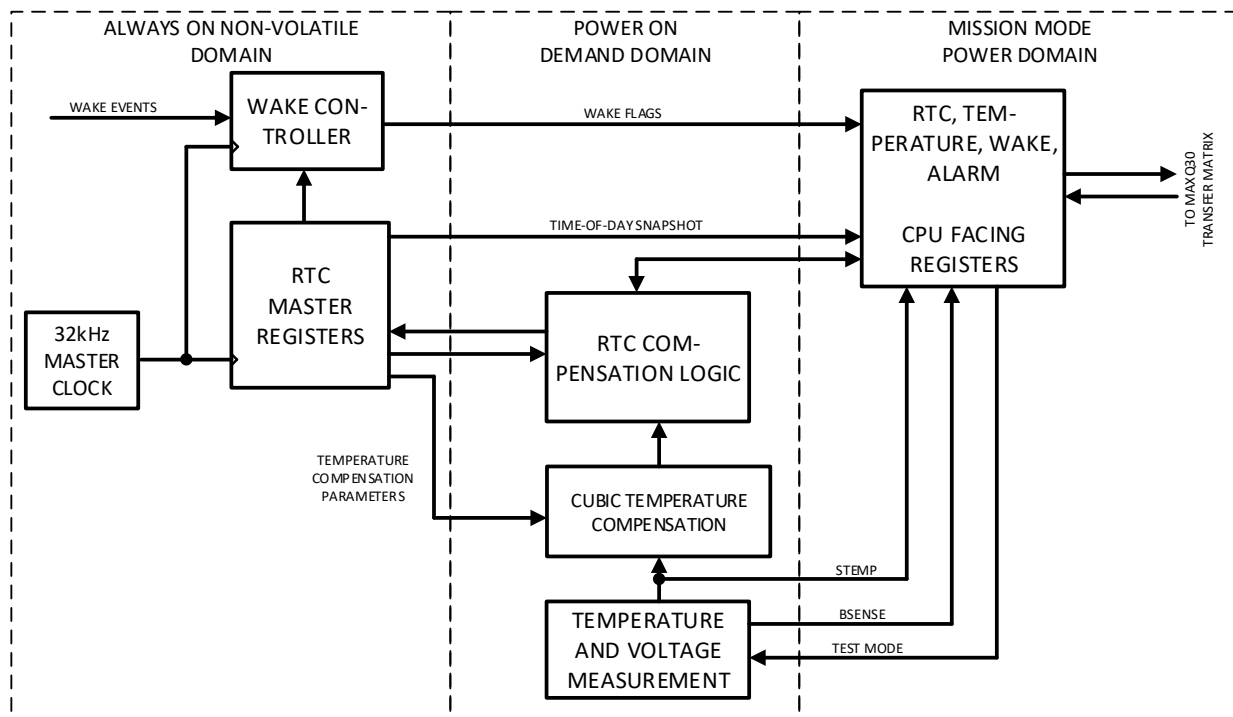 ALWAYS ON NON-VOLATILE
DOMAIN
POWER ON
DEMAND DOMAIN
MISSION MODE
POWER DOMAIN
WAKE EVENTS
WAKE CON-
TROLLER
WAKE FLAGS
RTC, TEM-
PERATURE, WAKE,
ALARM
CPU FACING
REGISTERS
TO MAXQ30
TRANSFER MATRIX
TIME-OF-DAY SNAPSHOT
RTC
MASTER
REGISTERS
32kHz
MASTER
CLOCK
RTC COM-
PENSATION LOGIC
TEMPERATURE
COMPENSATION
PARAMETERS
CUBIC TEMPERATURE
COMPENSATION
STEMP
TEMPERATURE
AND VOLTAGE
MEASUREMENT
BSENSE
TEST MODE